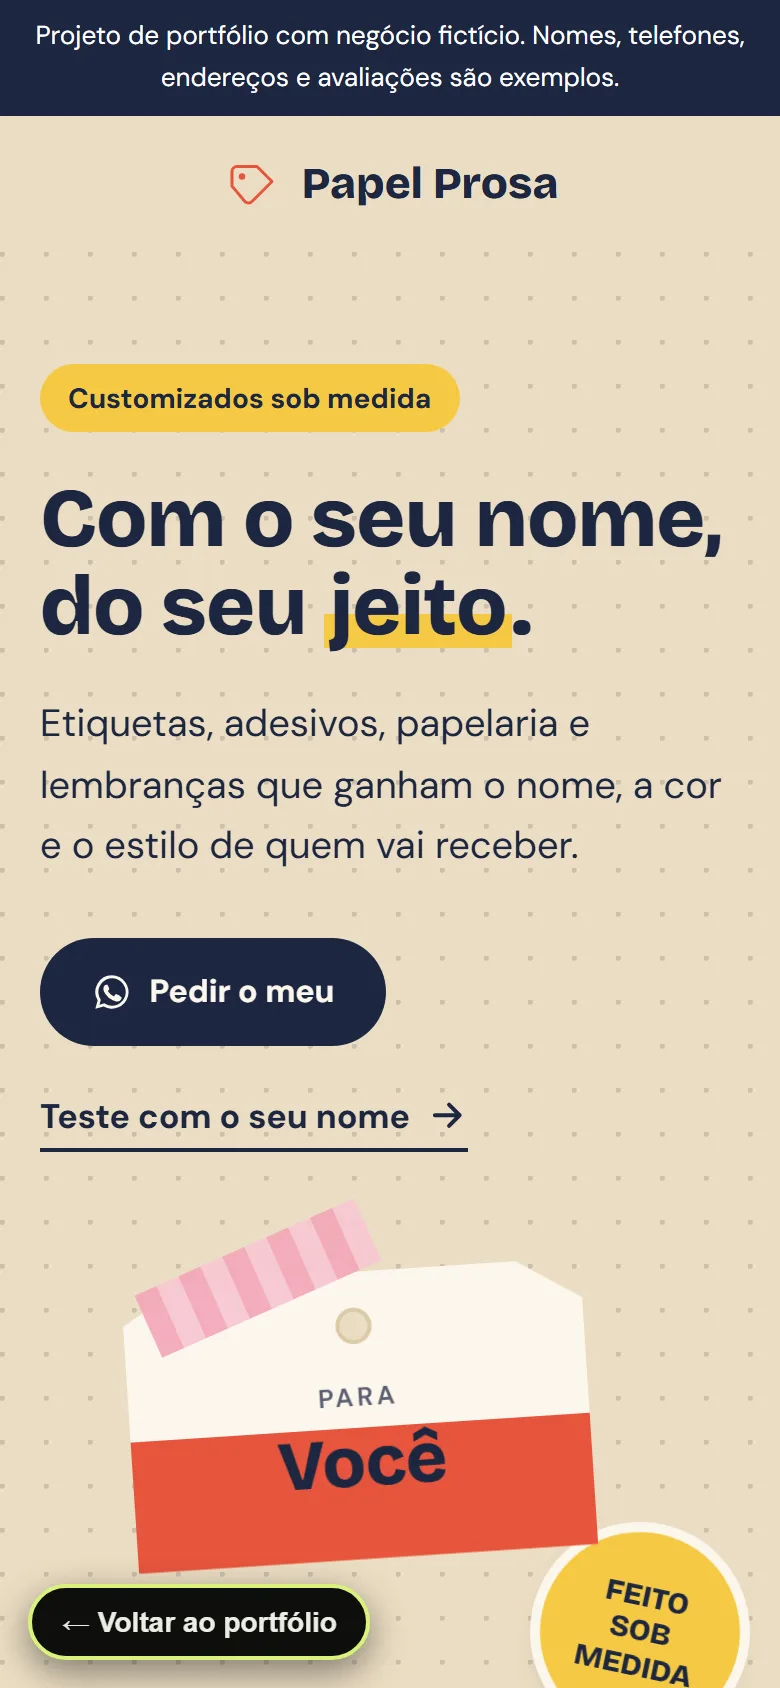 Projeto de portfólio com negócio fictício. Nomes, telefones,
endereços e avaliações são exemplos.
Papel Prosa
Customizados sob medida
Com o seu nome,
do seu jeito.
Etiquetas, adesivos, papelaria e
lembranças que ganham o nome, a cor
e o estilo de quem vai receber.
Pedir o meu
Teste com o seu nome →
PARA
Você
← Voltar ao portfólio
FEITO
SOB
MEDIDA